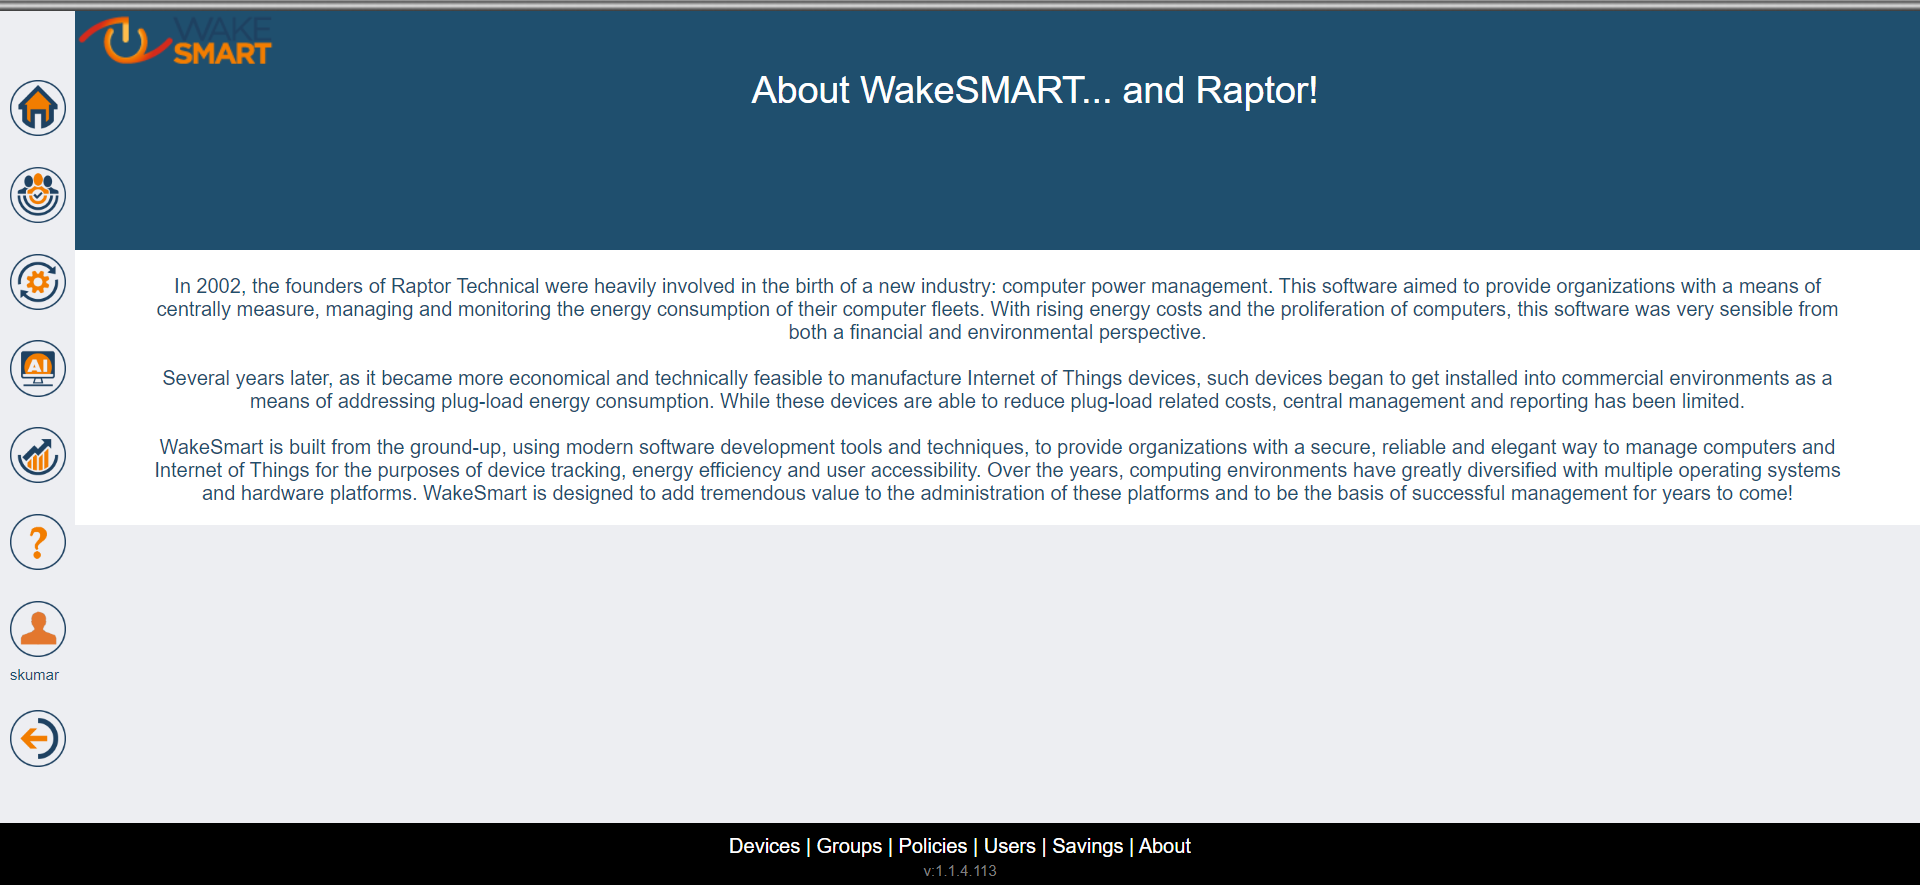 WAKE
SMART
About WakeSMART... and Raptor!
In 2002, the founders of Raptor Technical were heavily involved in the birth of a new industry: computer power management. This software aimed to provide organizations with a means of
centrally measure, managing and monitoring the energy consumption of their computer fleets. With rising energy costs and the proliferation of computers, this software was very sensible from
both a financial and environmental perspective.
Several years later, as it became more economical and technically feasible to manufacture Internet of Things devices, such devices began to get installed into commercial environments as a
means of addressing plug-load energy consumption. While these devices are able to reduce plug-load related costs, central management and reporting has been limited.
WakeSmart is built from the ground-up, using modern software development tools and techniques, to provide organizations with a secure, reliable and elegant way to manage computers and
Internet of Things for the purposes of device tracking, energy efficiency and user accessibility. Over the years, computing environments have greatly diversified with multiple operating systems
and hardware platforms. WakeSmart is designed to add tremendous value to the administration of these platforms and to be the basis of successful management for years to come!
AI
?
skumar
Devices | Groups | Policies | Users | Savings | About
v:1.1.4.113